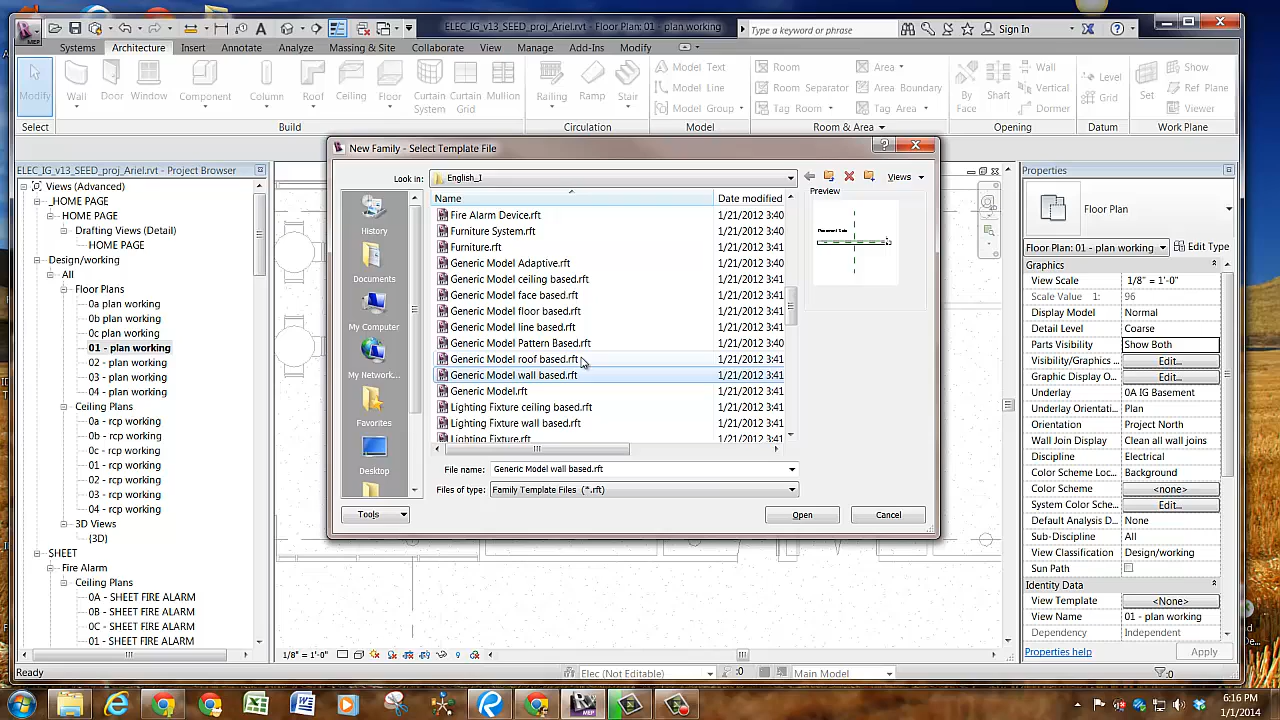 ELEC_IG_v13_SEED_proj_Ariel.rvt - Floor Plan: 01 - plan working
Type a keyword or phrase
Sign In
MEP
Systems Architecture Insert Annotate Analyze Massing & Site Collaborate View Manage Add-Ins Modify
Modify Wall Door Window Component Column Roof Ceiling Floor Curtain System Curtain Grid Mullion Railing Ramp Stair
Model Text
Model Line
Model Group
Room
Room Separator
Tag Room
Area
Area Boundary
Tag Area
By Face
Shaft
Wall
Vertical
Dormer
Level
Grid
Set
Show
Ref Plane
Viewer
Select Build Circulation Model Room & Area Opening Datum Work Plane
ELEC_IG_v13_SEED_proj_Ariel.rvt - Project Browser
Views (Advanced)
_HOME PAGE
HOME PAGE
Drafting Views (Detail)
HOME PAGE
Design/working
All
Floor Plans
0a plan working
0b plan working
0c plan working
01 - plan working
02 - plan working
03 - plan working
04 - plan working
Ceiling Plans
0a - rcp working
0b - rcp working
0c - rcp working
01 - rcp working
02 - rcp working
03 - rcp working
04 - rcp working
3D Views
(3D)
SHEET
Fire Alarm
Ceiling Plans
0A - SHEET FIRE ALARM
0B - SHEET FIRE ALARM
0C - SHEET FIRE ALARM
01 - SHEET FIRE ALARM
New Family - Select Template File
Look in: English_I
Views
Preview
Name Date modified
History
Documents
My Computer
My Network...
Favorites
Desktop
Fire Alarm Device.rft 1/21/2012 3:40
Furniture System.rft 1/21/2012 3:40
Furniture.rft 1/21/2012 3:41
Generic Model Adaptive.rft 1/21/2012 3:40
Generic Model ceiling based.rft 1/21/2012 3:41
Generic Model face based.rft 1/21/2012 3:41
Generic Model floor based.rft 1/21/2012 3:41
Generic Model line based.rft 1/21/2012 3:41
Generic Model Pattern Based.rft 1/21/2012 3:41
Generic Model roof based.rft 1/21/2012 3:41
Generic Model wall based.rft 1/21/2012 3:41
Generic Model.rft 1/21/2012 3:41
Lighting Fixture ceiling based.rft 1/21/2012 3:41
Lighting Fixture wall based.rft 1/21/2012 3:41
Lighting Fixture.rft 1/21/2012 3:41
Placement Side
File name: Generic Model wall based.rft
Files of type: Family Template Files (*.rft)
Tools Open Cancel
Properties
Floor Plan
Floor Plan: 01 - plan working Edit Type
Graphics
View Scale 1/8" = 1'-0"
Scale Value 1: 96
Display Model Normal
Detail Level Coarse
Parts Visibility Show Both
Visibility/Graphics ... Edit...
Graphic Display O... Edit...
Underlay 0A IG Basement
Underlay Orientati... Plan
Orientation Project North
Wall Join Display Clean all wall joins
Discipline Electrical
Color Scheme Loc... Background
Color Scheme <none>
System Color Sche... Edit...
Default Analysis D... None
Sub-Discipline All
View Classification Design/working
Sun Path
Identity Data
View Template <None>
View Name 01 - plan working
Dependency Independent
Properties help Apply
1/8" = 1'-0"
Ready Elec (Not Editable) :0 Main Model :0
6:16 PM
1/1/2014